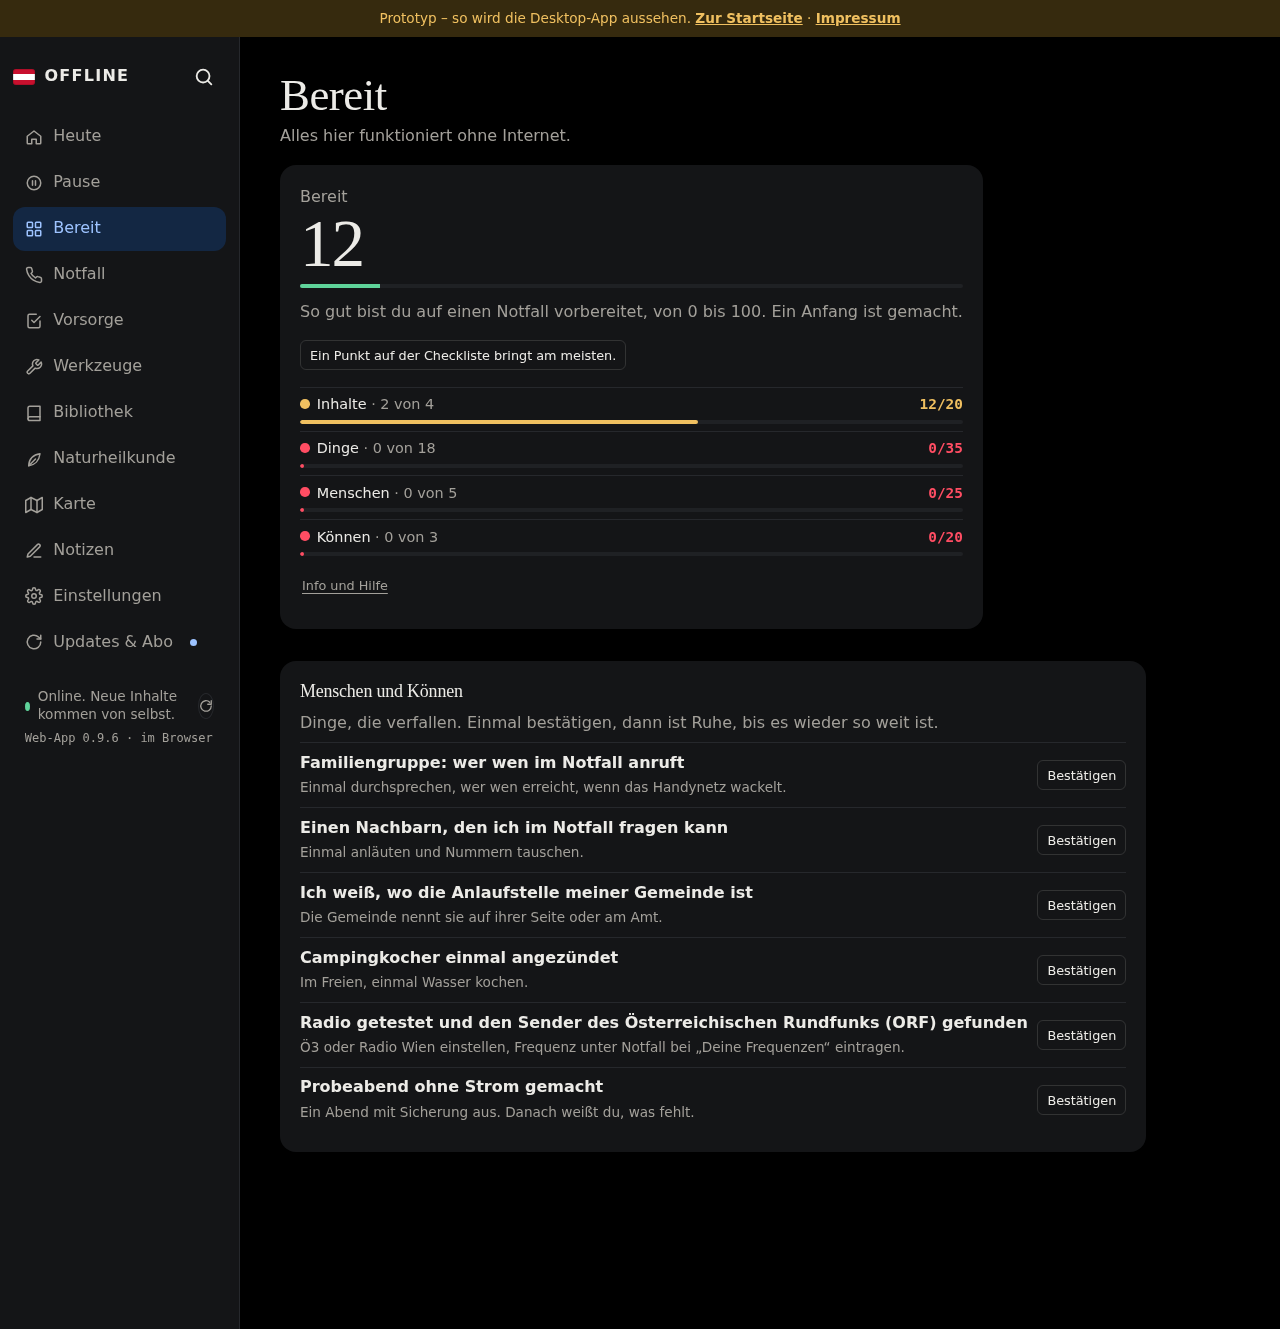 Prototyp – so wird die Desktop-App aussehen. Zur Startseite · Impressum
OFFLINE
Heute
Pause
Bereit
Notfall
Vorsorge
Werkzeuge
Bibliothek
Naturheilkunde
Karte
Notizen
Einstellungen
Updates & Abo
Online. Neue Inhalte
kommen von selbst.
Web-App 0.9.6 · im Browser
Bereit
Alles hier funktioniert ohne Internet.
Bereit
12
So gut bist du auf einen Notfall vorbereitet, von 0 bis 100. Ein Anfang ist gemacht.
Ein Punkt auf der Checkliste bringt am meisten.
Inhalte · 2 von 4 12/20
Dinge · 0 von 18 0/35
Menschen · 0 von 5 0/25
Können · 0 von 3 0/20
Info und Hilfe
Menschen und Können
Dinge, die verfallen. Einmal bestätigen, dann ist Ruhe, bis es wieder so weit ist.
Familiengruppe: wer wen im Notfall anruft
Einmal durchsprechen, wer wen erreicht, wenn das Handynetz wackelt.
Bestätigen
Einen Nachbarn, den ich im Notfall fragen kann
Einmal anläuten und Nummern tauschen.
Bestätigen
Ich weiß, wo die Anlaufstelle meiner Gemeinde ist
Die Gemeinde nennt sie auf ihrer Seite oder am Amt.
Bestätigen
Campingkocher einmal angezündet
Im Freien, einmal Wasser kochen.
Bestätigen
Radio getestet und den Sender des Österreichischen Rundfunks (ORF) gefunden
Ö3 oder Radio Wien einstellen, Frequenz unter Notfall bei „Deine Frequenzen“ eintragen.
Bestätigen
Probeabend ohne Strom gemacht
Ein Abend mit Sicherung aus. Danach weißt du, was fehlt.
Bestätigen